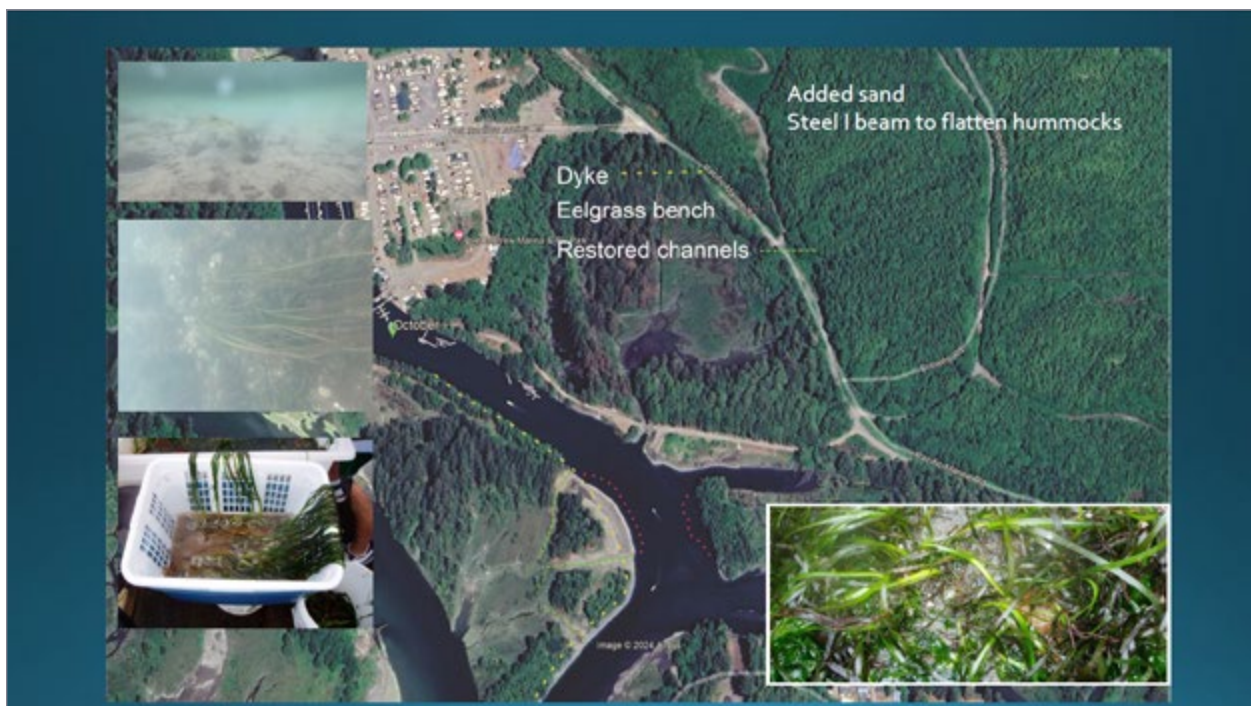 Added sand
Steel I beam to flatten hummocks
Dyke
Eelgrass bench
Restored channels
October
image © 2024